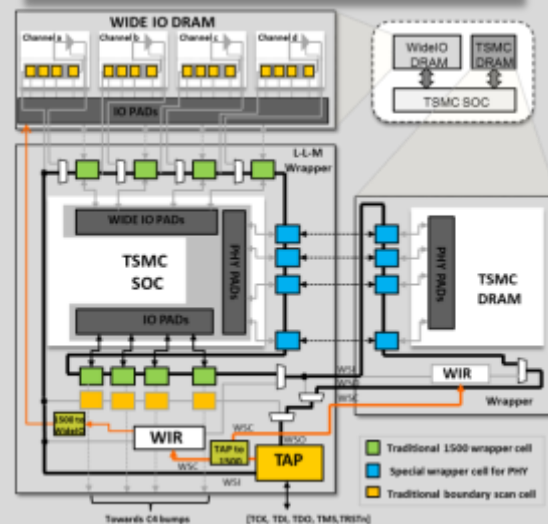 WIDE IO DRAM
Channel a
Channel b
Channel c
Channel d
IO PADs
WideIO
DRAM
TSMC
DRAM
TSMC SOC
L-L-M
Wrapper
WIDE IO PADs
PHY PADs
TSMC
SOC
IO PADs
PHY PADs
TSMC
DRAM
WSI
WSO
WSC
WIR
Wrapper
1500 to
WideIO
WIR
WSC
WSC
TAP to
1500
WSO
TAP
WSI
Traditional 1500 wrapper cell
Special wrapper cell for PHY
Traditional boundary scan cell
Towards C4 bumps
[TCK, TDI, TDO, TMS,TRSTn]